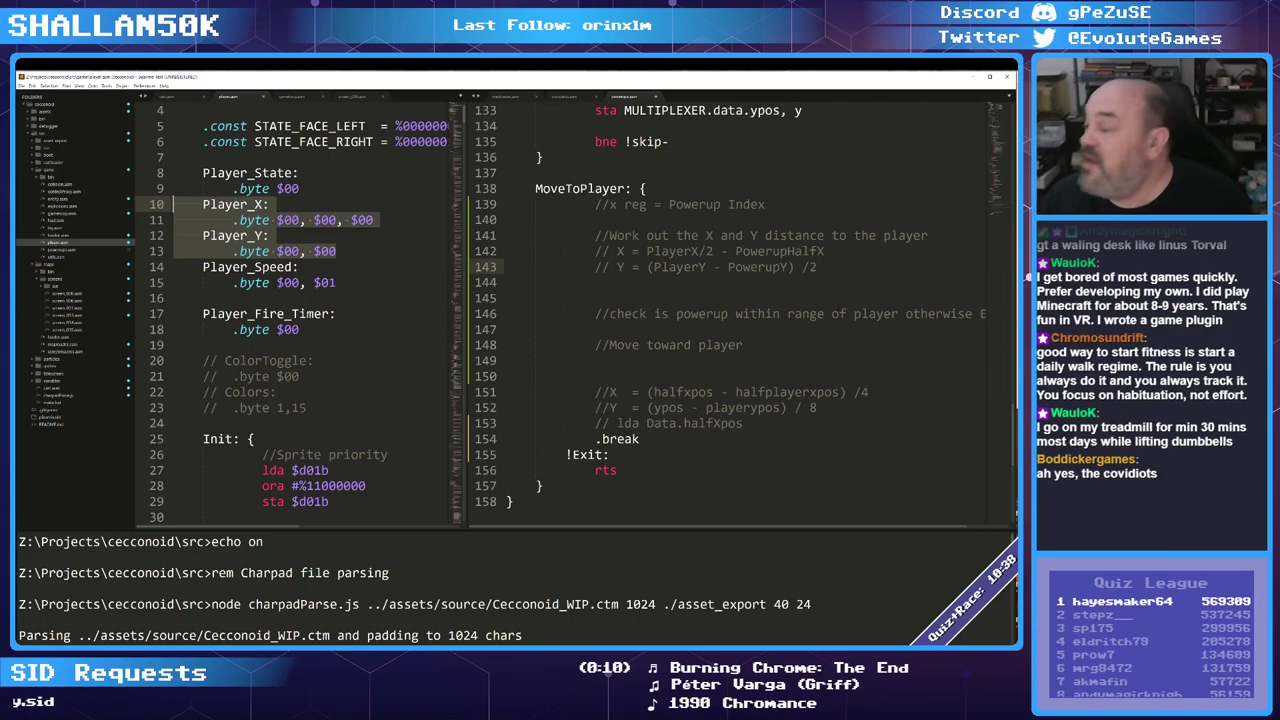 SHALLAN50K
Last Follow: orinxlm
Discord gPeZuSE
Twitter @EvoluteGames
FOLDERS
4
5 .const STATE_FACE_LEFT = %000000
6 .const STATE_FACE_RIGHT = %000000
7
8 Player_State:
9 .byte $00
10 Player_X:
11 .byte $00, $00, $00
12 Player_Y:
13 .byte $00, $00
14 Player_Speed:
15 .byte $00, $01
16
17 Player_Fire_Timer:
18 .byte $00
19
20 // ColorToggle:
21 // .byte $00
22 // Colors:
23 // .byte 1,15
24
25 Init: {
26 //Sprite priority
27 lda $d01b
28 ora #%11000000
29 sta $d01b
30
133 sta MULTIPLEXER.data.ypos, y
134
135 bne !skip-
136 }
137
138 MoveToPlayer: {
139 //x reg = Powerup Index
140
141 //Work out the X and Y distance to the player
142 // X = PlayerX/2 - PowerupHalfX
143 // Y = (PlayerY - PowerupY) /2
144
145
146 //check is powerup within range of player otherwise E
147
148 //Move toward player
149
150
151 //X = (halfxpos - halfplayerxpos) /4
152 //Y = (ypos - playerypos) / 8
153 // lda Data.halfXpos
154 .break
155 !Exit:
156 rts
157 }
158 }
Z:\Projects\cecconoid\src>echo on
Z:\Projects\cecconoid\src>rem Charpad file parsing
Z:\Projects\cecconoid\src>node charpadParse.js ../assets/source/Cecconoid_WIP.ctm 1024 ./asset_export 40 24
Parsing ../assets/source/Cecconoid_WIP.ctm and padding to 1024 chars
Quiz+Race: 10:38
gt a waling desk like linus Torval
WauloK:
I get bored of most games quickly.
Prefer developing my own. I did play
Minecraft for about 8-9 years. That's
fun in VR. I wrote a game plugin
Chromosundrift:
good way to start fitness is start a
daily walk regime. The rule is you
always do it and you always track it.
You focus on habituation, not effort.
WauloK:
I go on my treadmill for min 30 mins
most days while lifting dumbbells
Boddickergames:
ah yes, the covidiots
Quiz League
1 hayesmaker64 569309
2 stepz__ 537245
3 sp175 299956
4 eldritch79 205278
5 prow7 134609
6 mrg8472 131759
7 akmafin 57722
8 andymagicknigh 56159
SID Requests
y.sid
(0:10) Burning Chrome: The End
Péter Varga (Griff)
1990 Chromance